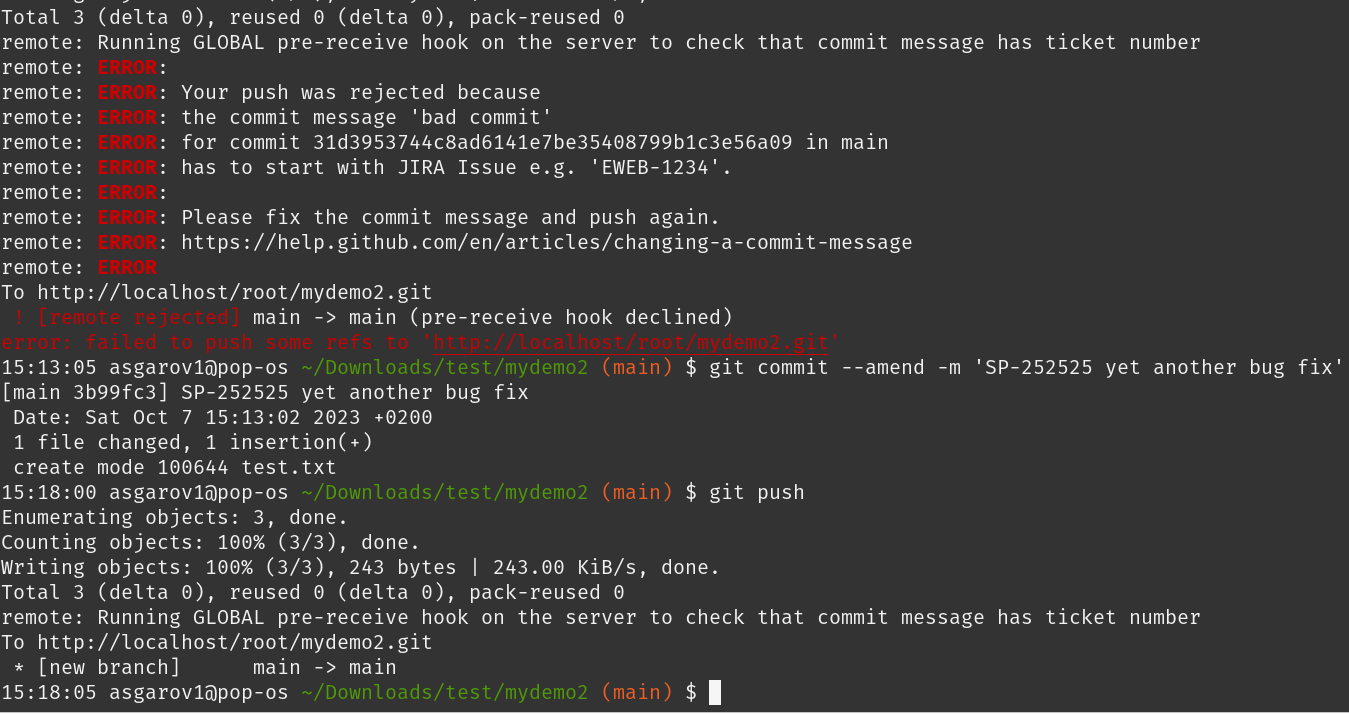 Total 3 (delta 0), reused 0 (delta 0), pack-reused 0
remote: Running GLOBAL pre-receive hook on the server to check that commit message has ticket number
remote: ERROR:
remote: ERROR: Your push was rejected because
remote: ERROR: the commit message 'bad commit'
remote: ERROR: for commit 31d3953744c8ad6141e7be35408799b1c3e56a09 in main
remote: ERROR: has to start with JIRA Issue e.g. 'EWEB-1234'.
remote: ERROR:
remote: ERROR: Please fix the commit message and push again.
remote: ERROR: https://help.github.com/en/articles/changing-a-commit-message
remote: ERROR
To http://localhost/root/mydemo2.git
 ! [remote rejected] main -> main (pre-receive hook declined)
error: failed to push some refs to 'http://localhost/root/mydemo2.git'
15:13:05 asgarov1@pop-os ~/Downloads/test/mydemo2 (main) $ git commit --amend -m 'SP-252525 yet another bug fix'
[main 3b99fc3] SP-252525 yet another bug fix
 Date: Sat Oct 7 15:13:02 2023 +0200
 1 file changed, 1 insertion(+)
 create mode 100644 test.txt
15:18:00 asgarov1@pop-os ~/Downloads/test/mydemo2 (main) $ git push
Enumerating objects: 3, done.
Counting objects: 100% (3/3), done.
Writing objects: 100% (3/3), 243 bytes | 243.00 KiB/s, done.
Total 3 (delta 0), reused 0 (delta 0), pack-reused 0
remote: Running GLOBAL pre-receive hook on the server to check that commit message has ticket number
To http://localhost/root/mydemo2.git
 * [new branch]      main -> main
15:18:05 asgarov1@pop-os ~/Downloads/test/mydemo2 (main) $